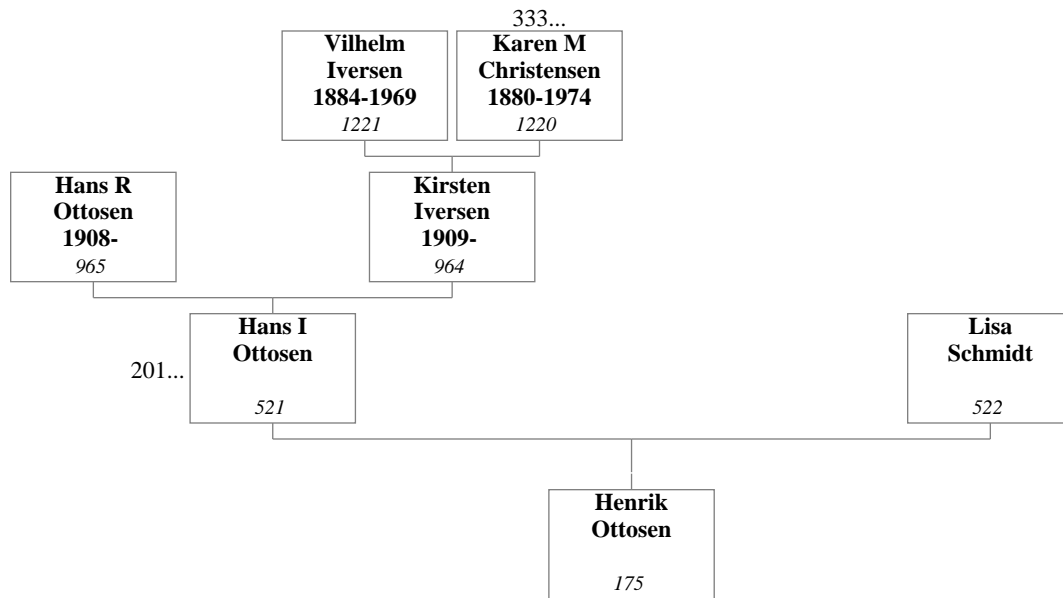 333...
Vilhelm
Iversen
1884-1969
1221
Karen M
Christensen
1880-1974
1220
Hans R
Ottosen
1908-
965
Kirsten
Iversen
1909-
964
201...
Hans I
Ottosen
521
Lisa
Schmidt
522
Henrik
Ottosen
175